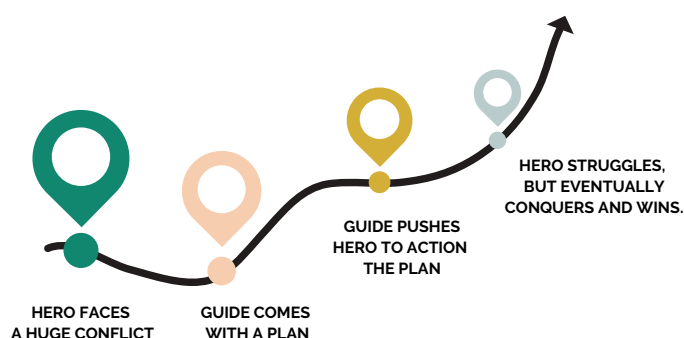 HERO FACES
A HUGE CONFLICT
GUIDE COMES
WITH A PLAN
GUIDE PUSHES
HERO TO ACTION
THE PLAN
HERO STRUGGLES,
BUT EVENTUALLY
CONQUERS AND WINS.